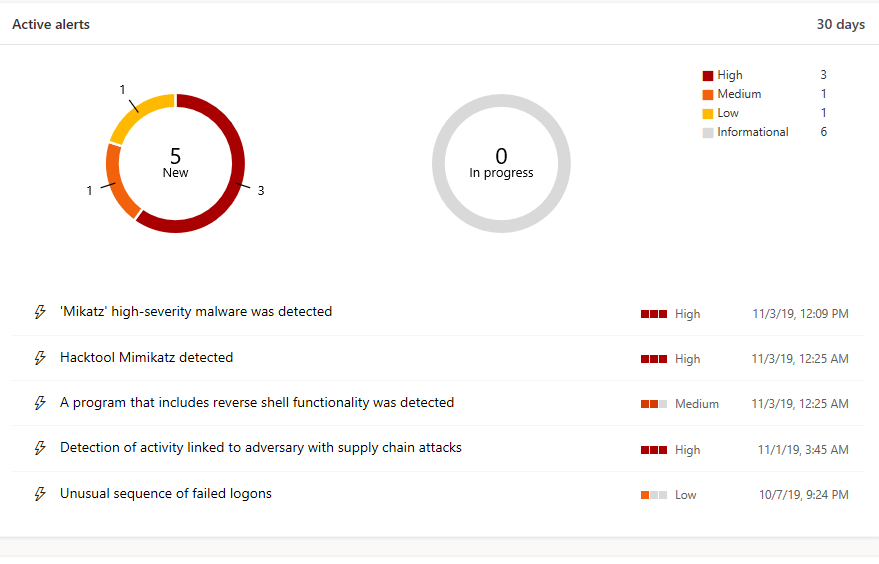 Active alerts 30 days
1
5
New
1
3
0
In progress
High 3
Medium 1
Low 1
Informational 6
'Mikatz' high-severity malware was detected High 11/3/19, 12:09 PM
Hacktool Mimikatz detected High 11/3/19, 12:25 AM
A program that includes reverse shell functionality was detected Medium 11/3/19, 12:25 AM
Detection of activity linked to adversary with supply chain attacks High 11/1/19, 3:45 AM
Unusual sequence of failed logons Low 10/7/19, 9:24 PM